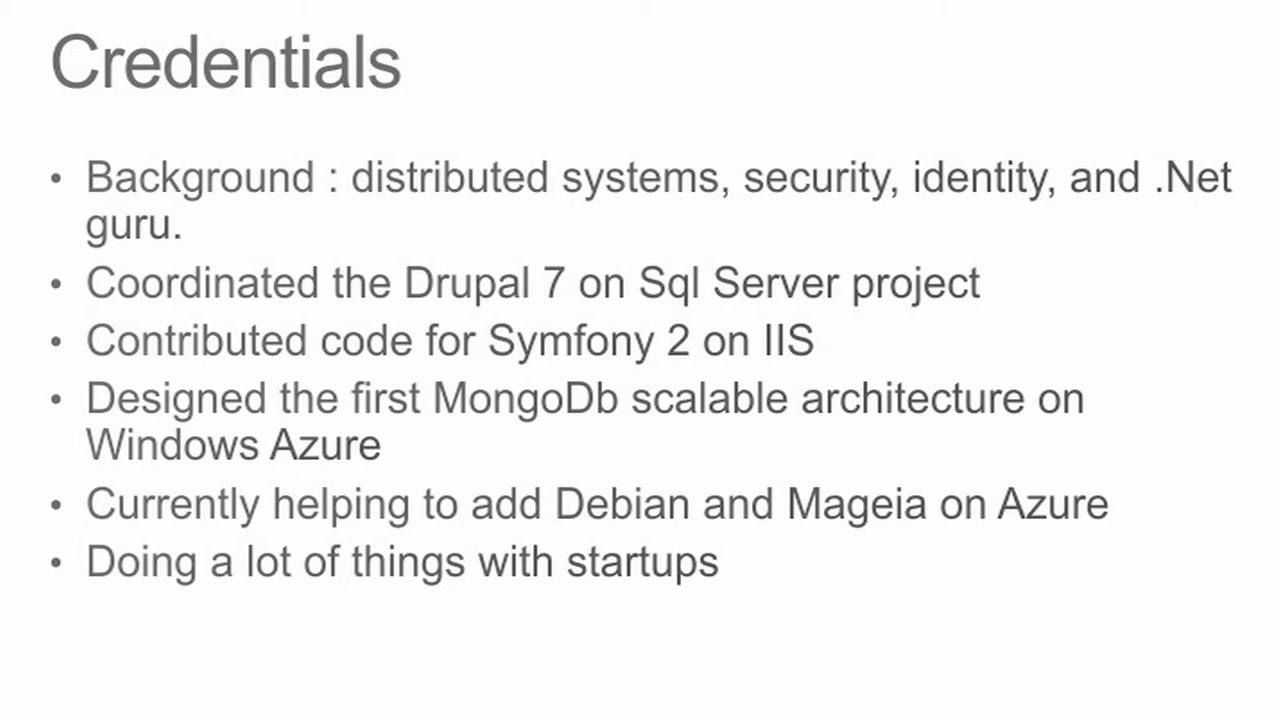 Credentials
• Background : distributed systems, security, identity, and .Net
guru.
• Coordinated the Drupal 7 on Sql Server project
• Contributed code for Symfony 2 on IIS
• Designed the first MongoDb scalable architecture on
Windows Azure
• Currently helping to add Debian and Mageia on Azure
• Doing a lot of things with startups